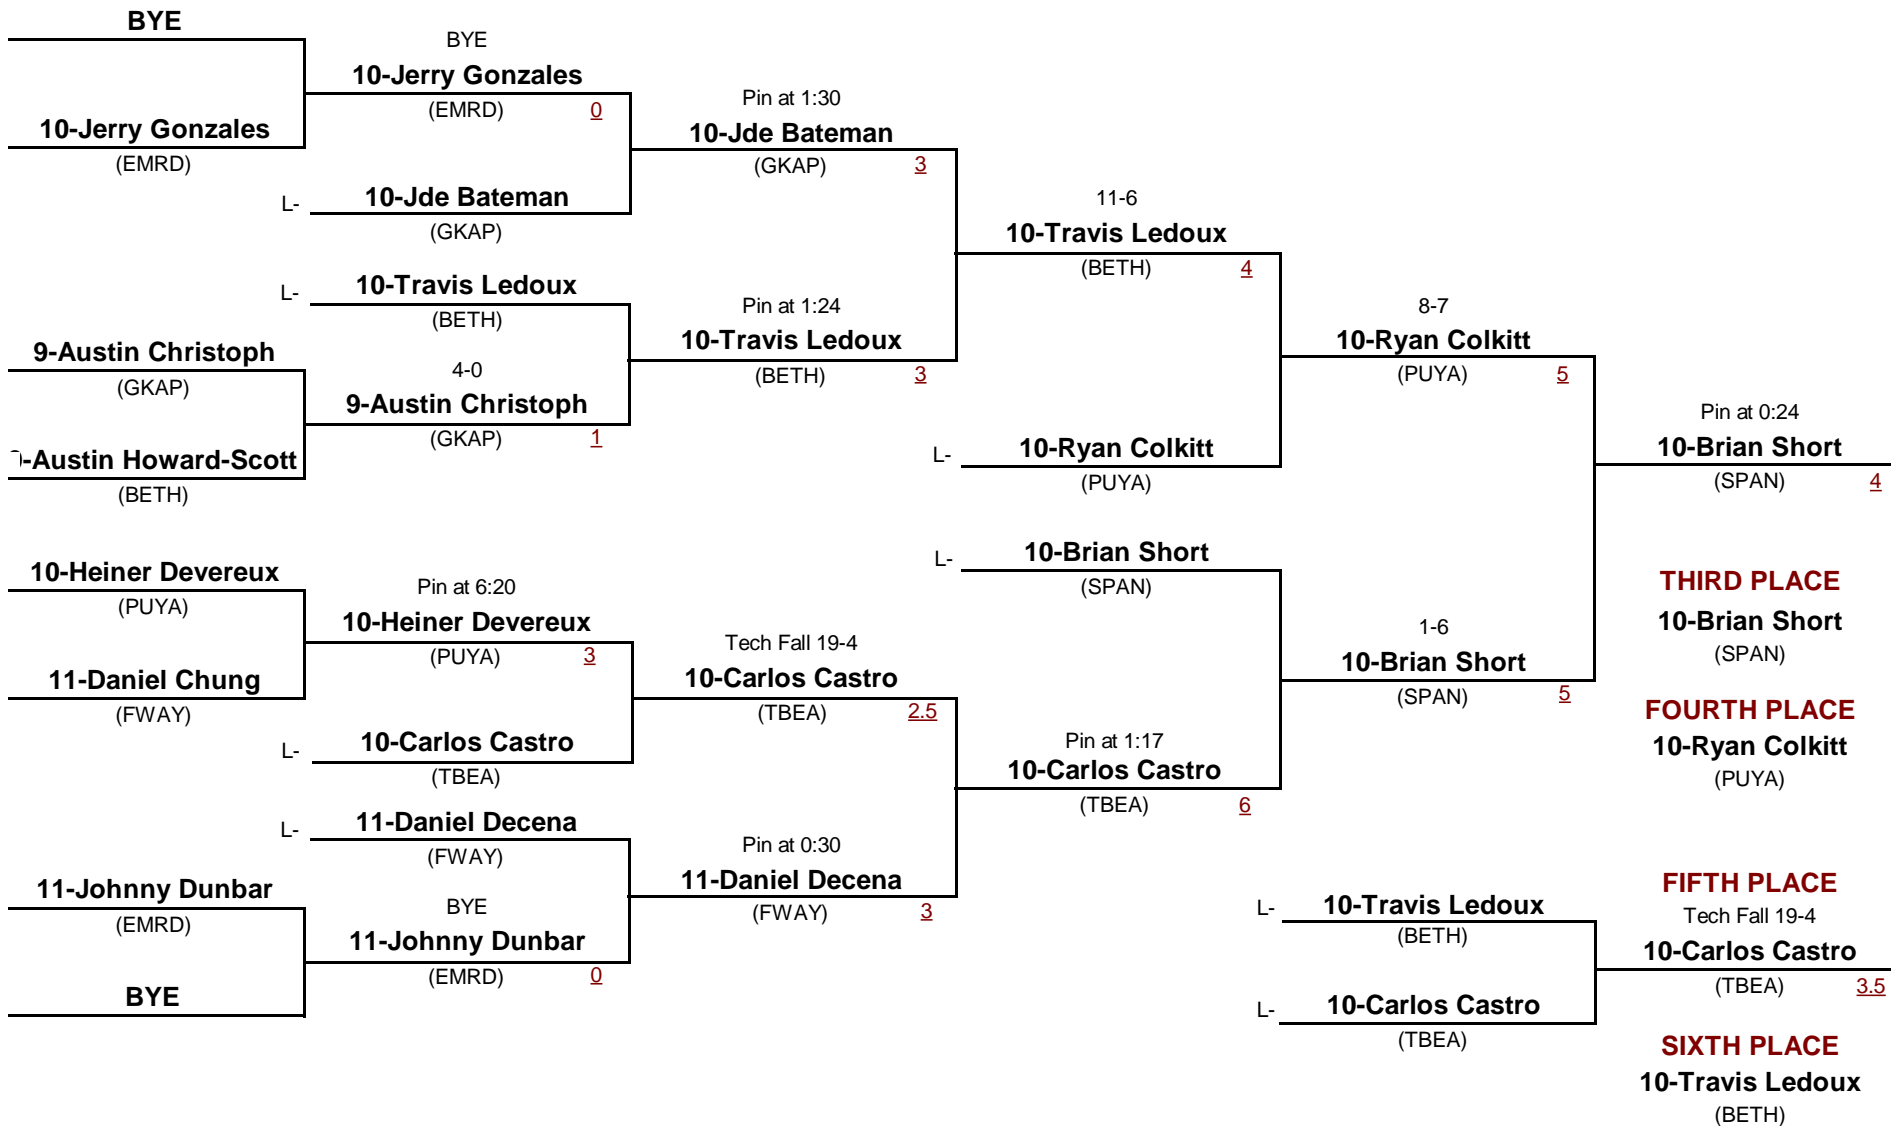 BYE
10-Jerry Gonzales
(EMRD)
9-Austin Christoph
(GKAP)
-Austin Howard-Scott
(BETH)
10-Heiner Devereux
(PUYA)
11-Daniel Chung
(FWAY)
11-Johnny Dunbar
(EMRD)
BYE
BYE
10-Jerry Gonzales
(EMRD) 0
L- 10-Jde Bateman
(GKAP)
L- 10-Travis Ledoux
(BETH)
4-0
9-Austin Christoph
(GKAP) 1
Pin at 6:20
10-Heiner Devereux
(PUYA) 3
L- 10-Carlos Castro
(TBEA)
L- 11-Daniel Decena
(FWAY)
BYE
11-Johnny Dunbar
(EMRD) 0
Pin at 1:30
10-Jde Bateman
(GKAP) 3
Pin at 1:24
10-Travis Ledoux
(BETH) 3
Tech Fall 19-4
10-Carlos Castro
(TBEA) 2.5
Pin at 0:30
11-Daniel Decena
(FWAY) 3
11-6
10-Travis Ledoux
(BETH) 4
L- 10-Ryan Colkitt
(PUYA)
L- 10-Brian Short
(SPAN)
Pin at 1:17
10-Carlos Castro
(TBEA) 6
8-7
10-Ryan Colkitt
(PUYA) 5
1-6
10-Brian Short
(SPAN) 5
L- 10-Travis Ledoux
(BETH)
L- 10-Carlos Castro
(TBEA)
Pin at 0:24
10-Brian Short
(SPAN) 4
THIRD PLACE
10-Brian Short
(SPAN)
FOURTH PLACE
10-Ryan Colkitt
(PUYA)
FIFTH PLACE
Tech Fall 19-4
10-Carlos Castro
(TBEA) 3.5
SIXTH PLACE
10-Travis Ledoux
(BETH)